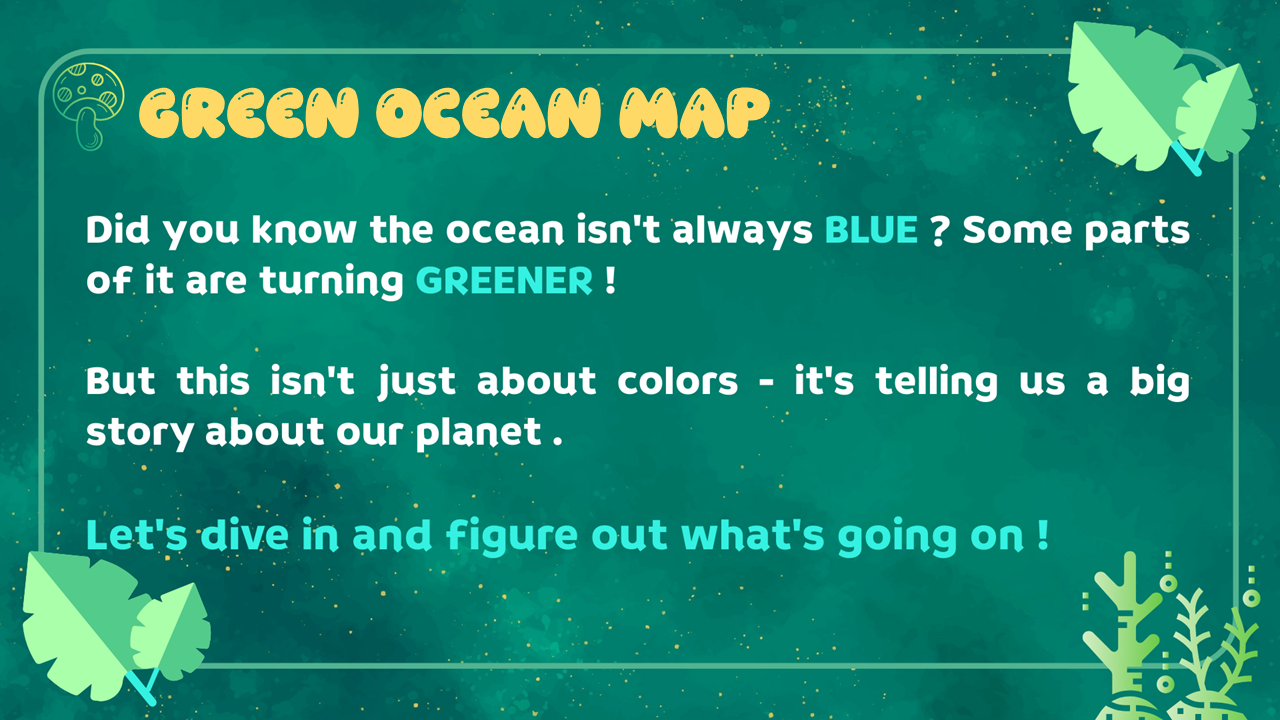 GREEN OCEAN MAP
Did you know the ocean isn't always BLUE ? Some parts
of it are turning GREENER !
But this isn't just about colors - it's telling us a big
story about our planet .
Let's dive in and figure out what's going on !